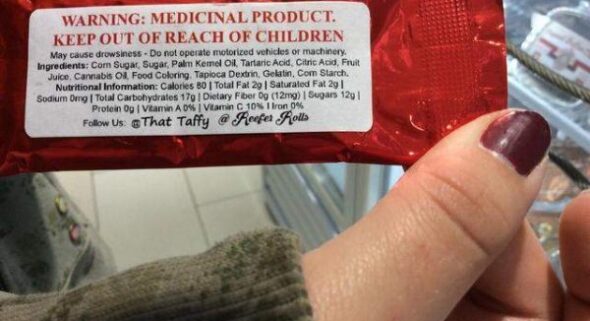 WARNING: MEDICINAL PRODUCT.
KEEP OUT OF REACH OF CHILDREN
May cause drowsiness - Do not operate motorized vehicles or machinery.
Ingredients: Corn Sugar, Sugar, Palm Kernol Oil, Tartaric Acid, Citric Acid, Fruit
Juice, Cannabis Oil, Food Coloring, Tapioca Dextrin, Gelatin, Corn Starch.
Nutritional Information: Calories 80 | Total Fat 2g | Saturated Fat 2g |
Sodium 0mg | Total Carbohydrates 17g | Dietary Fiber 0g (12mg) | Sugars 12g |
Protein 0g | Vitamin A 0% | Vitamin C 10% | Iron 0%
Follow Us: @That Taffy @ Reefer Rolls